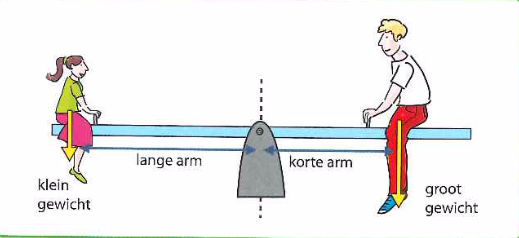 lange arm
korte arm
klein
gewicht
groot
gewicht